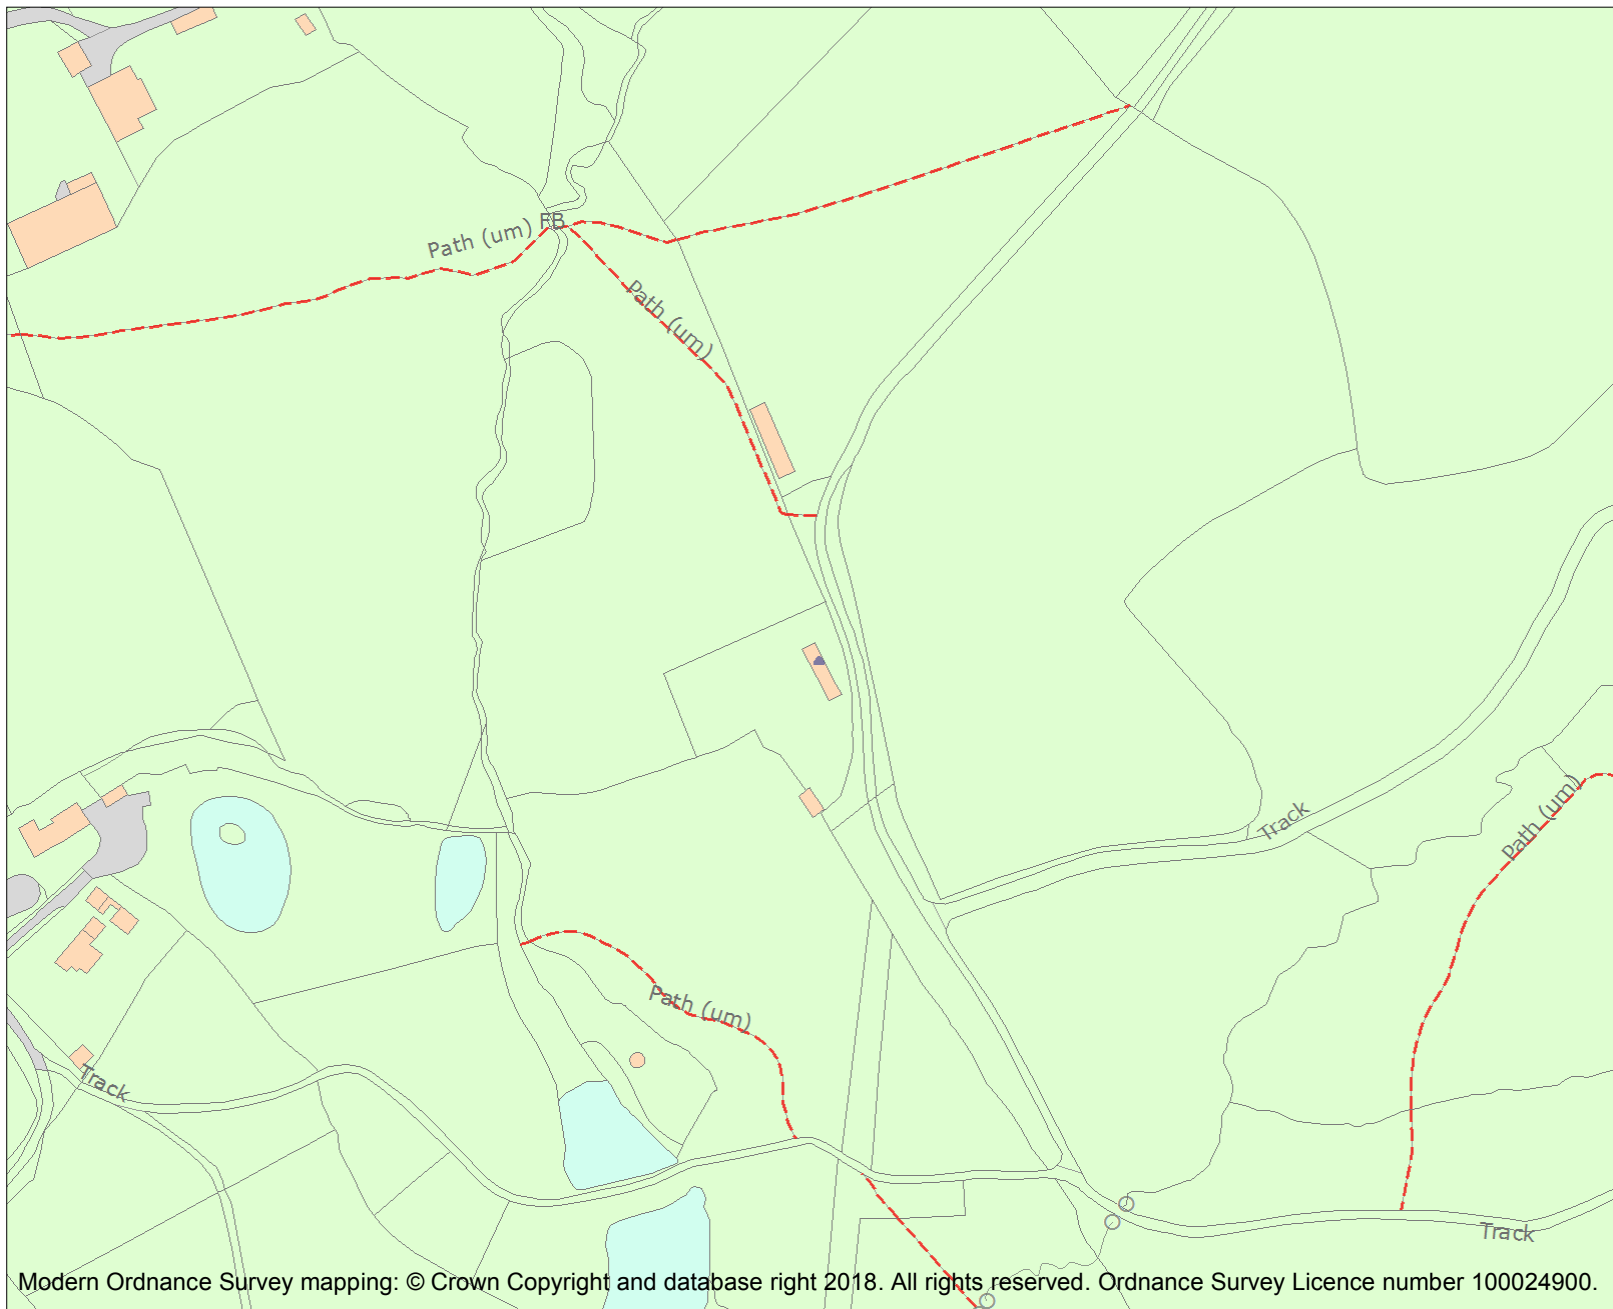 FB
Path (um)
Path (um)
Track
Path (um)
Path (um)
Track
Track
Modern Ordnance Survey mapping: © Crown Copyright and database right 2018. All rights reserved. Ordnance Survey Licence number 100024900.